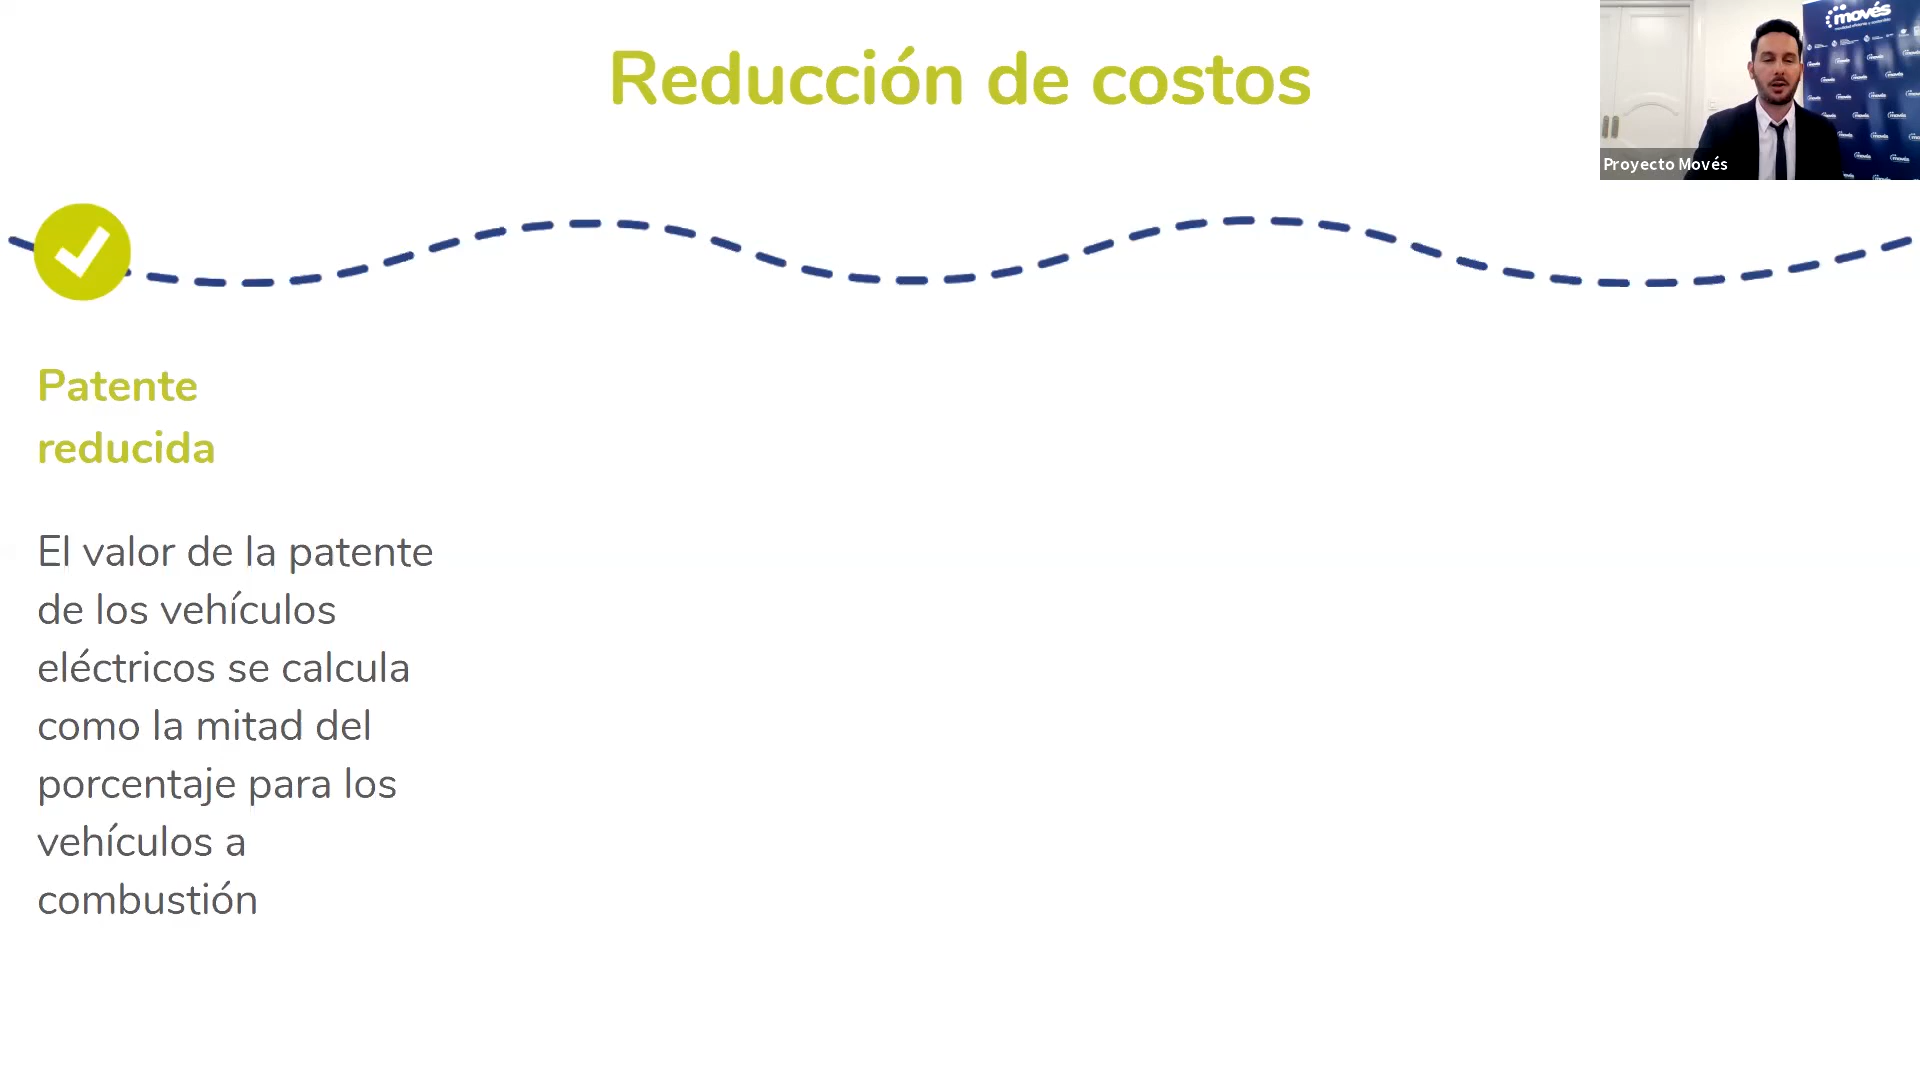 Reducción de costos
movés
Proyecto Movés
Patente
reducida
El valor de la patente
de los vehículos
eléctricos se calcula
como la mitad del
porcentaje para los
vehículos a
combustión